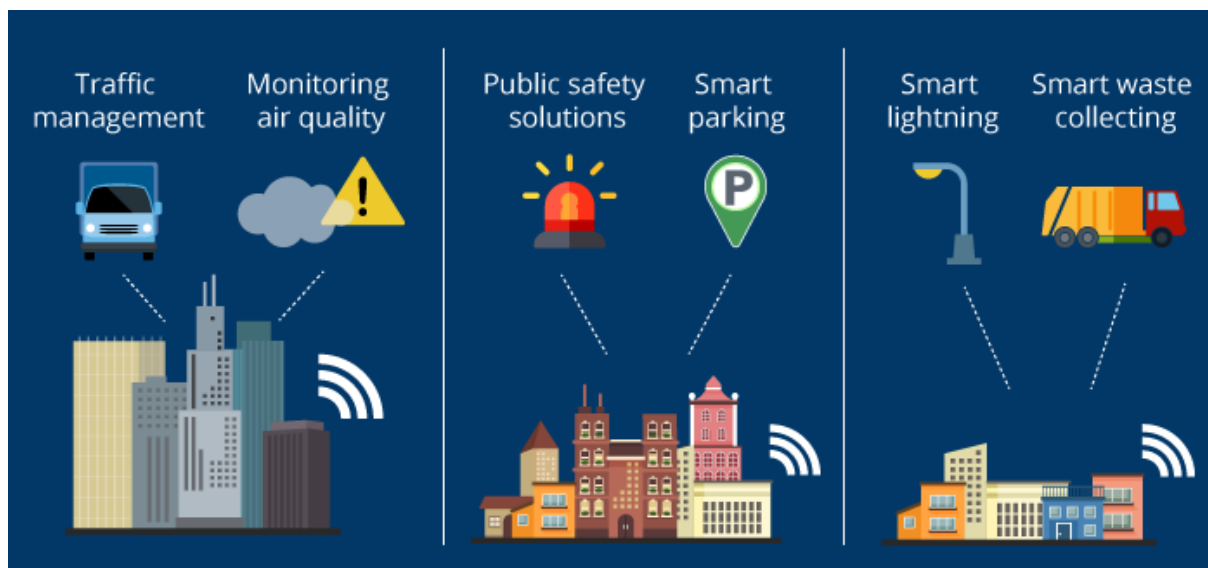 Traffic
management
Monitoring
air quality
Public safety
solutions
Smart
parking
P
Smart
lightning
Smart waste
collecting